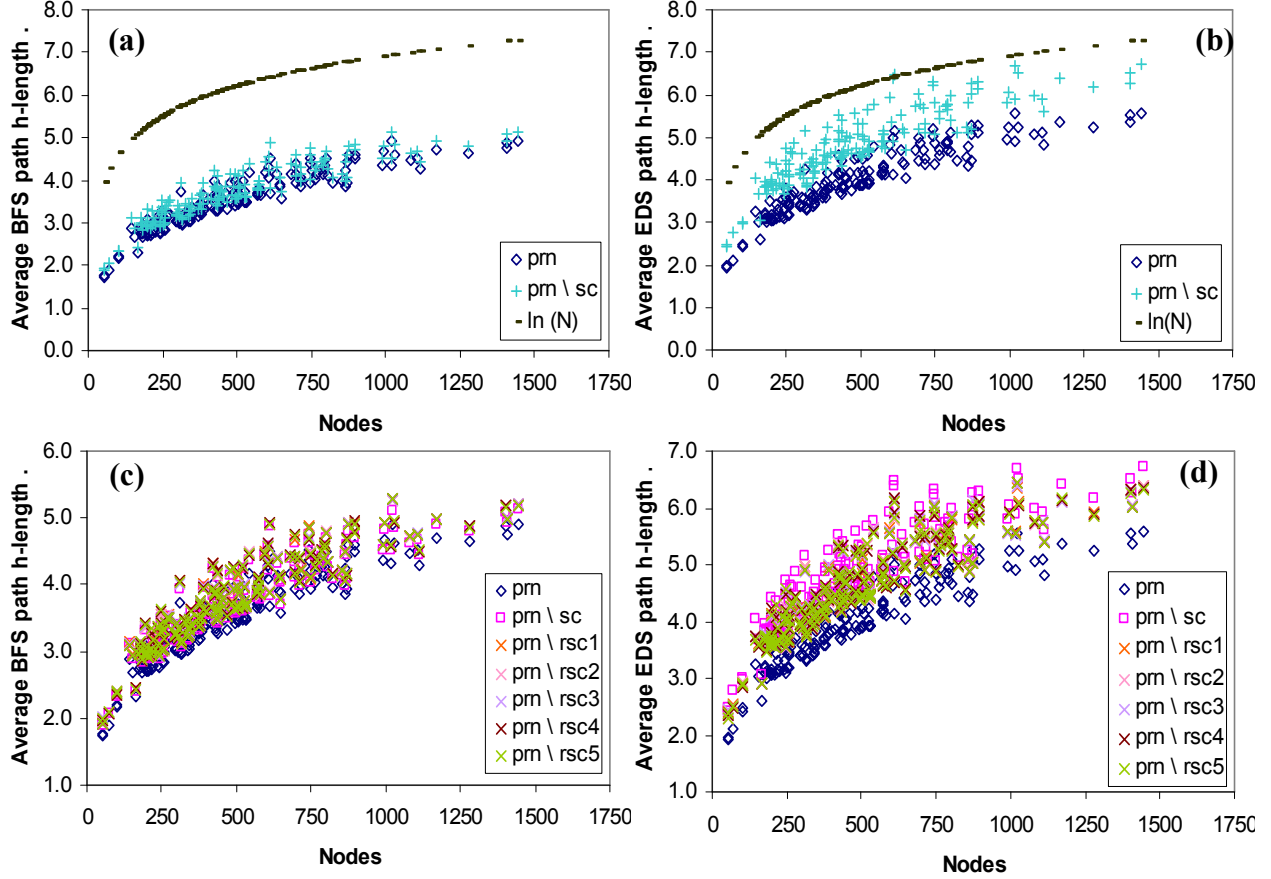 (a)
Average BFS path h-length .
8.0
7.0
6.0
5.0
4.0
3.0
2.0
1.0
0.0
prn
prn \ sc
ln (N)
0 250 500 750 1000 1250 1500 1750
Nodes
(b)
Average EDS path h-length .
8.0
7.0
6.0
5.0
4.0
3.0
2.0
1.0
0.0
prn
prn \ sc
ln(N)
0 250 500 750 1000 1250 1500 1750
Nodes
(c)
Average BFS path h-length .
6.0
5.0
4.0
3.0
2.0
1.0
prn
prn \ sc
prn \ rsc1
prn \ rsc2
prn \ rsc3
prn \ rsc4
prn \ rsc5
0 250 500 750 1000 1250 1500 1750
Nodes
(d)
Average EDS path h-length .
7.0
6.0
5.0
4.0
3.0
2.0
1.0
prn
prn \ sc
prn \ rsc1
prn \ rsc2
prn \ rsc3
prn \ rsc4
prn \ rsc5
0 250 500 750 1000 1250 1500 1750
Nodes